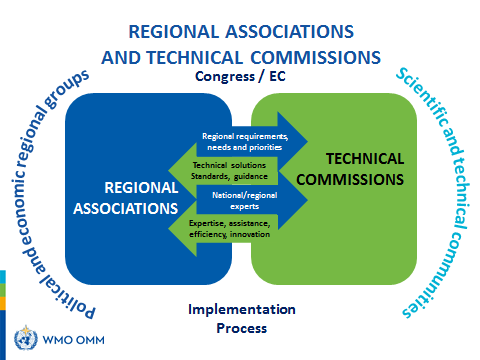 REGIONAL ASSOCIATIONS
AND TECHNICAL COMMISSIONS
Congress / EC
Political and economic regional groups
Scientific and technical communities
Regional requirements,
needs and priorities
Technical solutions
Standards, guidance
National/regional
experts
Expertise, assistance,
efficiency, innovation
REGIONAL
ASSOCIATIONS
TECHNICAL
COMMISSIONS
Implementation
Process
WMO OMM